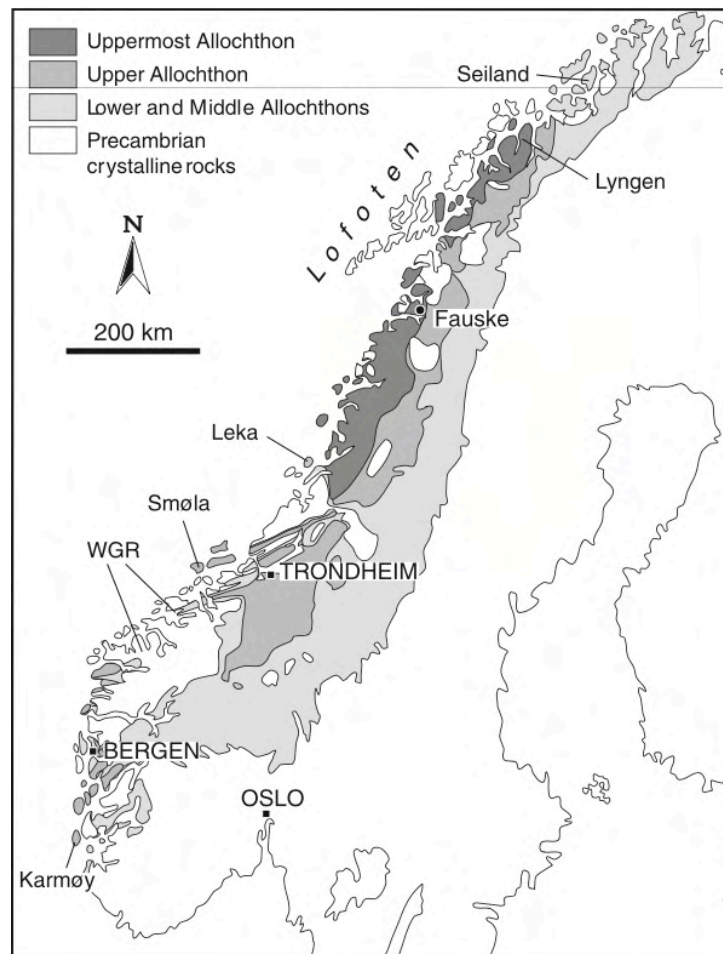 Uppermost Allochthon
Upper Allochthon
Lower and Middle Allochthons
Precambrian
crystalline rocks
Seiland
Lyngen
Lofoten
N
200 km
Fauske
Leka
Smøla
WGR
TRONDHEIM
BERGEN
OSLO
Karmøy